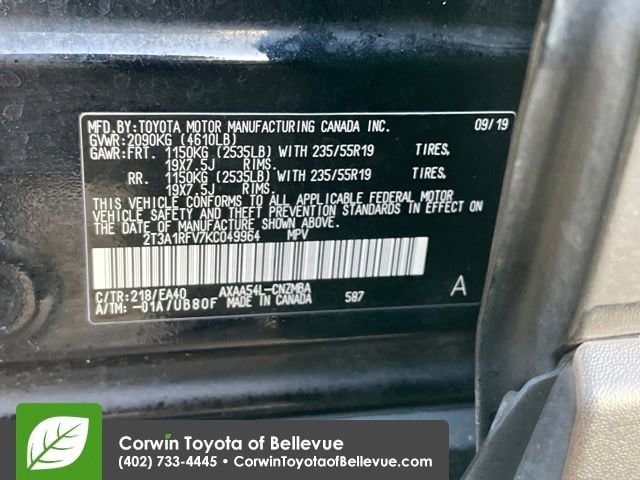 MFD.BY:TOYOTA MOTOR MANUFACTURING CANADA INC. 09/19
GVWR:2090KG (4610LB)
GAWR:FRT. 1150KG (2535LB) WITH 235/55R19 TIRES,
19X7.5J RIMS.
RR. 1150KG (2535LB) WITH 235/55R19 TIRES,
19X7.5J RIMS.
THIS VEHICLE CONFORMS TO ALL APPLICABLE FEDERAL MOTOR
VEHICLE SAFETY AND THEFT PREVENTION STANDARDS IN EFFECT ON
THE DATE OF MANUFACTURE SHOWN ABOVE.
2T3A1RFV7KC049964 MPV
C/TR:218/EA40 AXAA54L-CNZMBA A
A/TM: -01A/UB80F MADE IN CANADA 587
Corwin Toyota of Bellevue
(402) 733-4445 • CorwinToyotaofBellevue.com